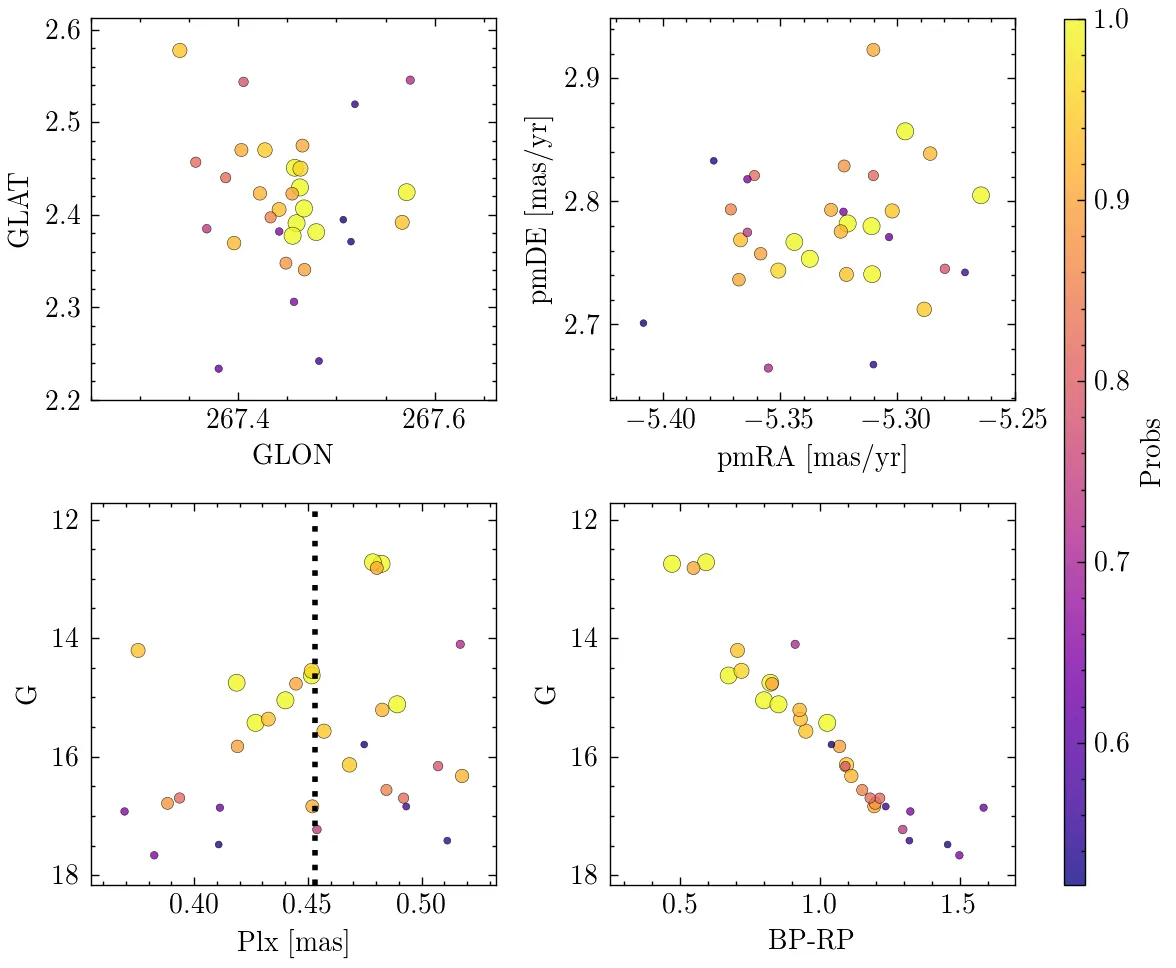 2.6
2.5
2.4
2.3
2.2
GLAT
267.4 267.6
GLON
2.9
2.8
2.7
pmDE [mas/yr]
−5.40 −5.35 −5.30 −5.25
pmRA [mas/yr]
12
14
16
18
G
0.40 0.45 0.50
Plx [mas]
12
14
16
18
G
0.5 1.0 1.5
BP-RP
1.0
0.9
0.8
0.7
0.6
Probs